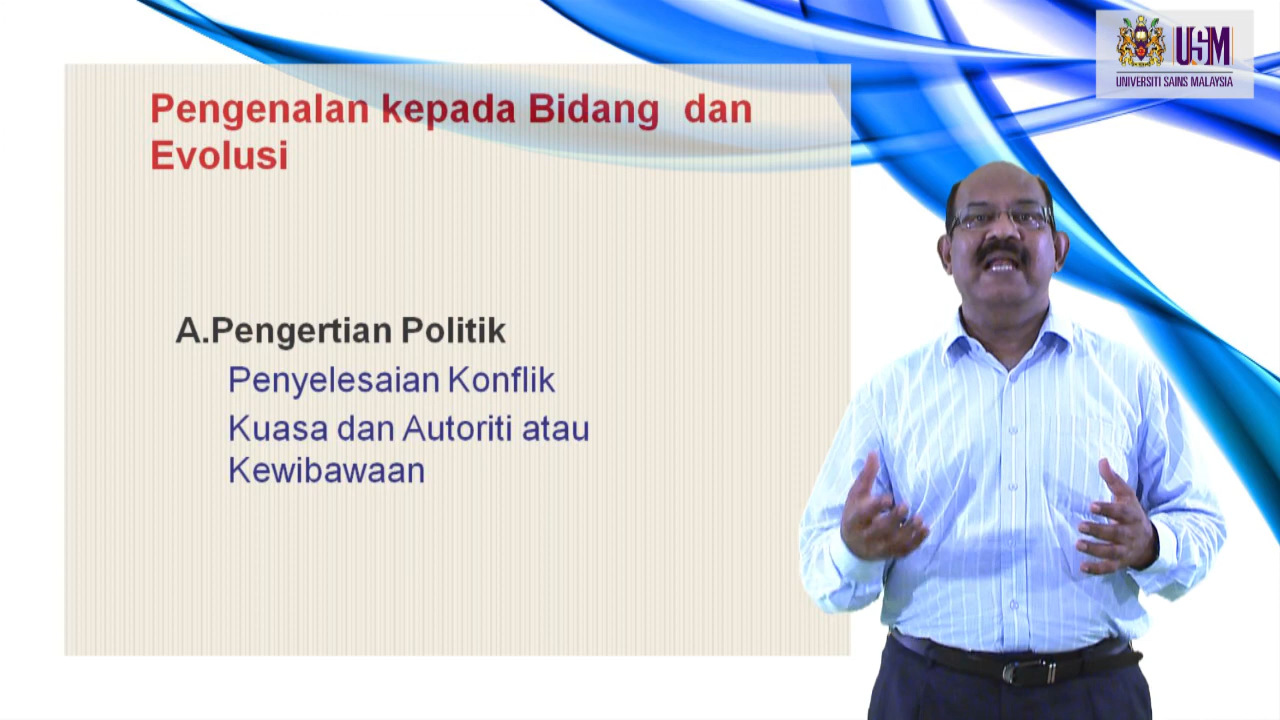 USM
UNIVERSITI SAINS MALAYSIA
Pengenalan kepada Bidang dan
Evolusi
A.Pengertian Politik
Penyelesaian Konflik
Kuasa dan Autoriti atau
Kewibawaan